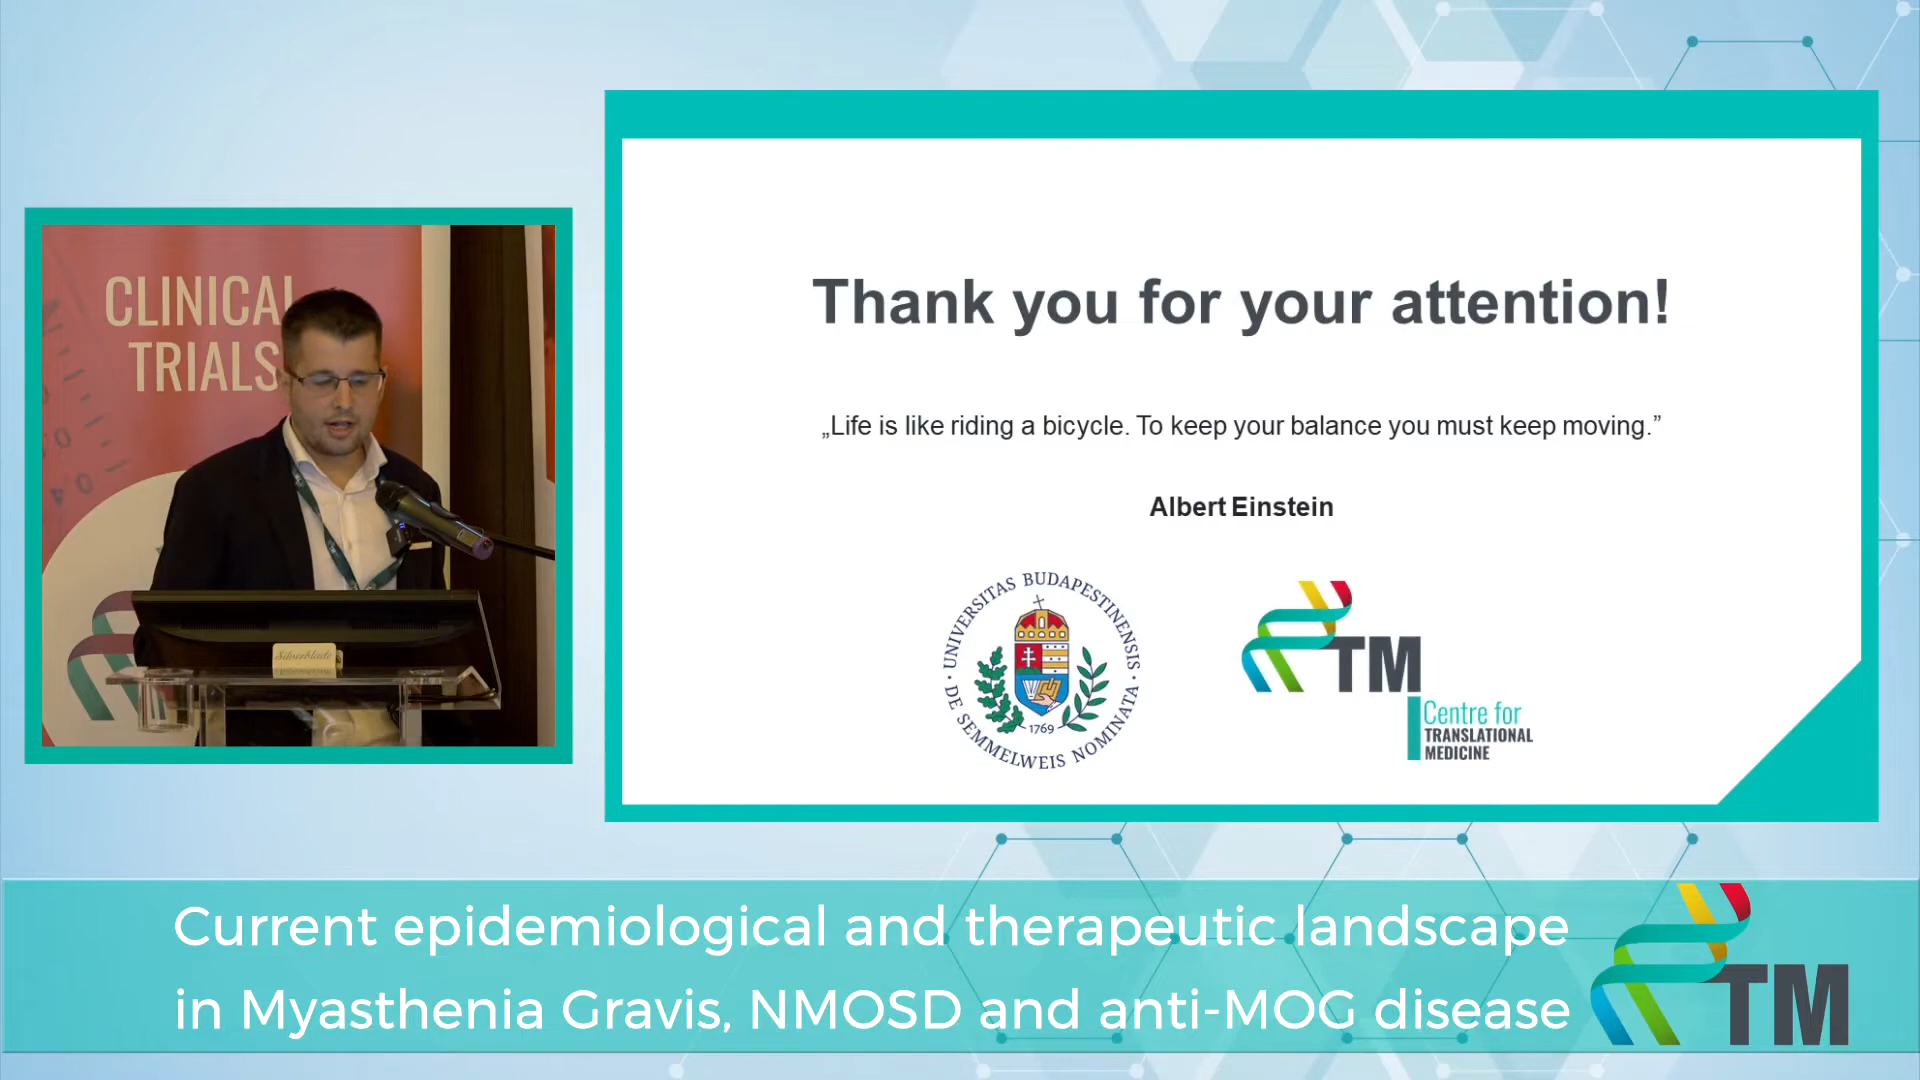 CLINICAL
TRIALS
Silverblade
Thank you for your attention!
„Life is like riding a bicycle. To keep your balance you must keep moving.”
Albert Einstein
UNIVERSITAS BUDAPESTINENSIS
DE SEMMELWEIS NOMINATA
1769
TM
Centre for
TRANSLATIONAL
MEDICINE
Current epidemiological and therapeutic landscape
in Myasthenia Gravis, NMOSD and anti-MOG disease
TM